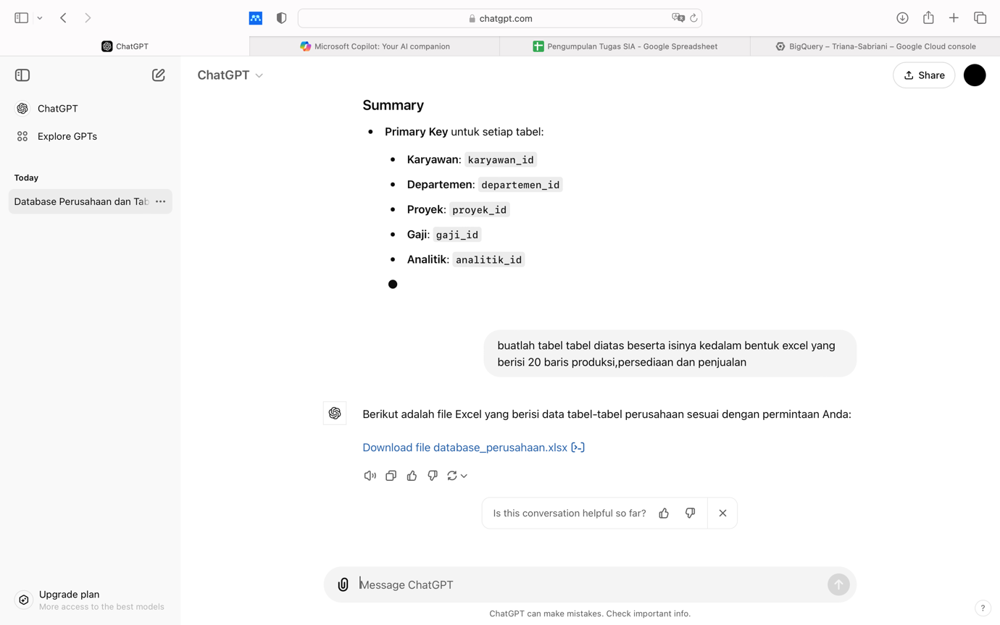 chatgpt.com
ChatGPT
Microsoft Copilot: Your AI companion
Pengumpulan Tugas SIA - Google Spreadsheet
BigQuery – Triana-Sabriani – Google Cloud console
ChatGPT
Share
ChatGPT
Explore GPTs
Today
Database Perusahaan dan Tab
Summary
• Primary Key untuk setiap tabel:
• Karyawan: karyawan_id
• Departemen: departemen_id
• Proyek: proyek_id
• Gaji: gaji_id
• Analitik: analitik_id
buatlah tabel tabel diatas beserta isinya kedalam bentuk excel yang
berisi 20 baris produksi,persediaan dan penjualan
Berikut adalah file Excel yang berisi data tabel-tabel perusahaan sesuai dengan permintaan Anda:
Download file database_perusahaan.xlsx [>-]
Is this conversation helpful so far?
Message ChatGPT
ChatGPT can make mistakes. Check important info.
Upgrade plan
More access to the best models
?